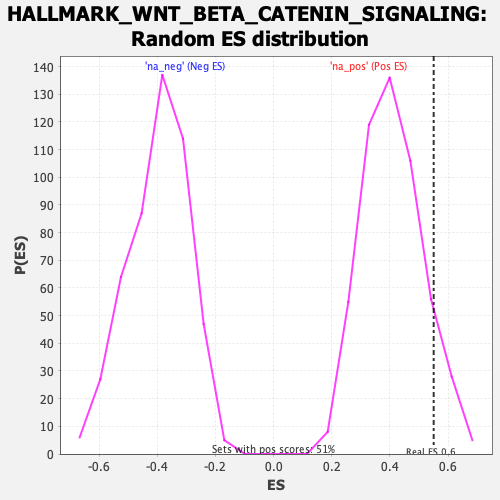 HALLMARK_WNT_BETA_CATENIN_SIGNALING:
Random ES distribution
'na_neg' (Neg ES)
'na_pos' (Pos ES)
140
130
120
110
100
90
80
70
60
50
40
30
20
10
0
P(ES)
Sets with pos scores: 51%
Real ES 0.6
-0.6
-0.4
-0.2
0.0
0.2
0.4
0.6
ES